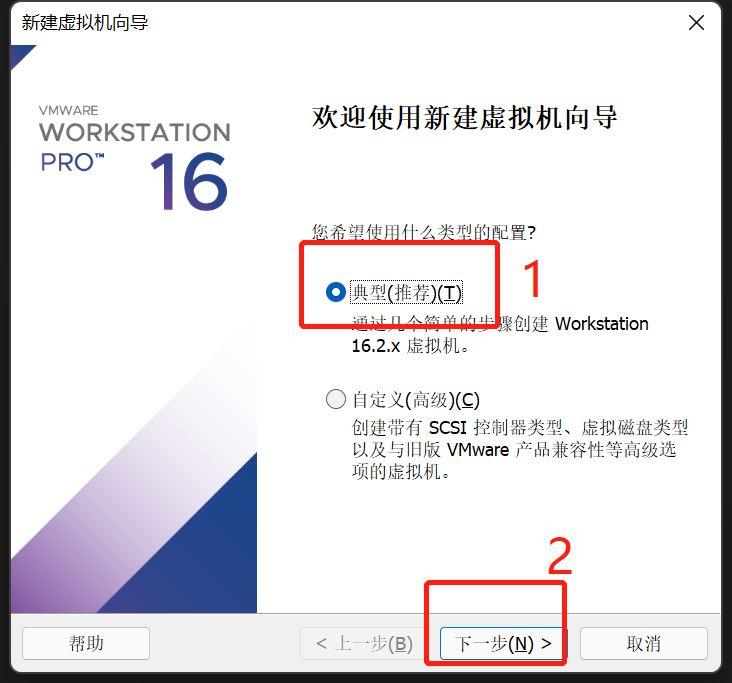 新建虚拟机向导
VMWARE
WORKSTATION
PRO™ 16
欢迎使用新建虚拟机向导
您希望使用什么类型的配置?
典型(推荐)(T)
1
通过几个简单的步骤创建 Workstation
16.2.x 虚拟机。
自定义(高级)(C)
创建带有 SCSI 控制器类型、虚拟磁盘类型
以及与旧版 VMware 产品兼容性等高级选
项的虚拟机。
2
帮助
< 上一步(B)
下一步(N) >
取消